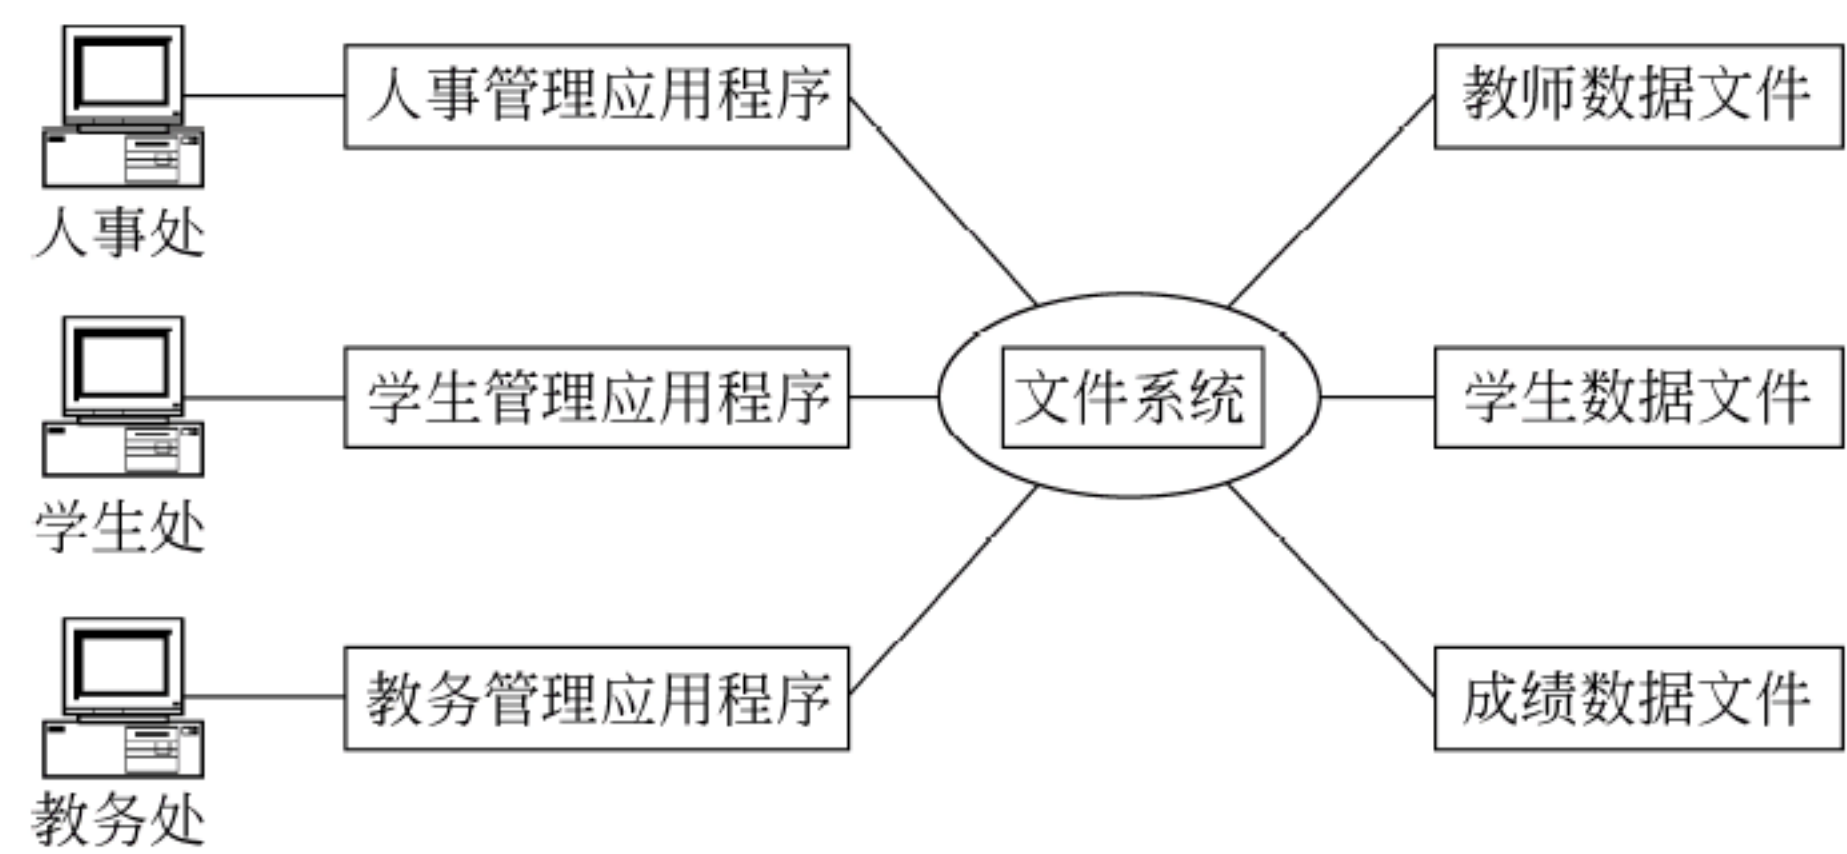 人事管理应用程序
教师数据文件
人事处
学生管理应用程序
文件系统
学生数据文件
学生处
教务管理应用程序
成绩数据文件
教务处